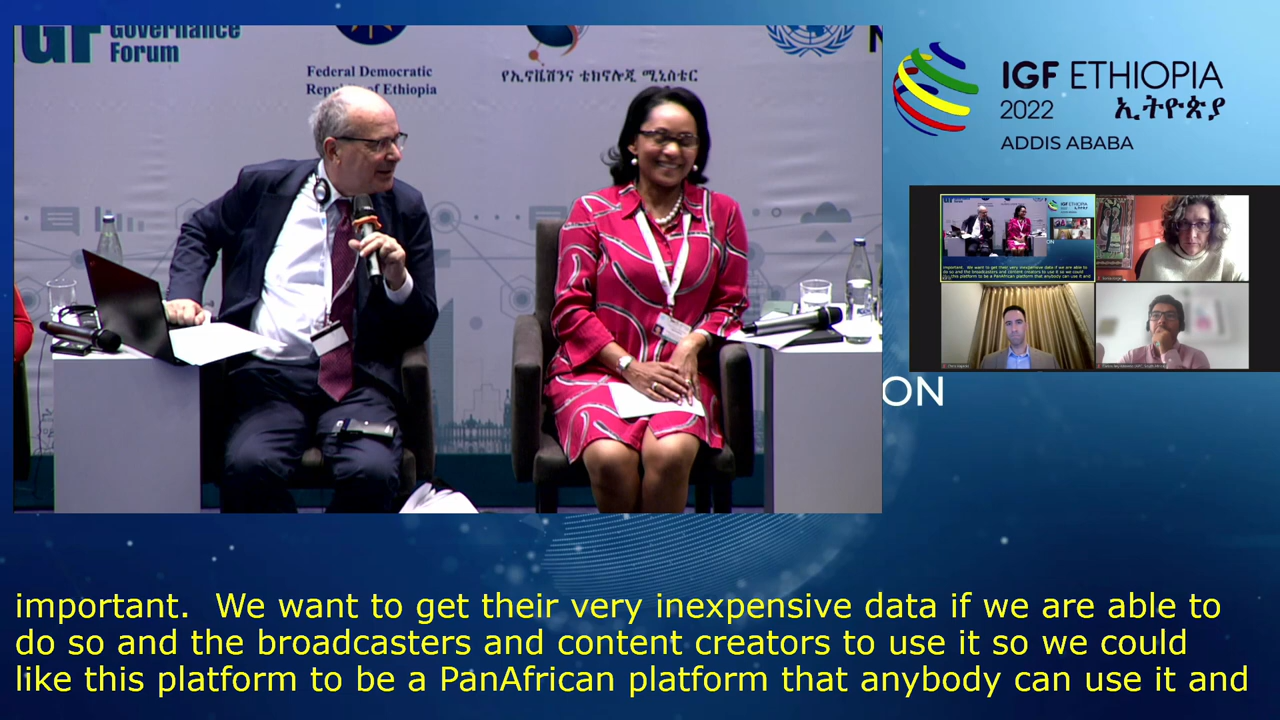 IGF
Governance
Forum
Federal Democratic
Republic of Ethiopia
የኢኖቬሽንና ቴክኖሎጂ ሚኒስቴር
IGF ETHIOPIA
2022 ኢትዮጵያ
ADDIS ABABA
ON
important. We want to get their very inexpensive data if we are able to
do so and the broadcasters and content creators to use it so we could
like this platform to be a PanAfrican platform that anybody can use it and